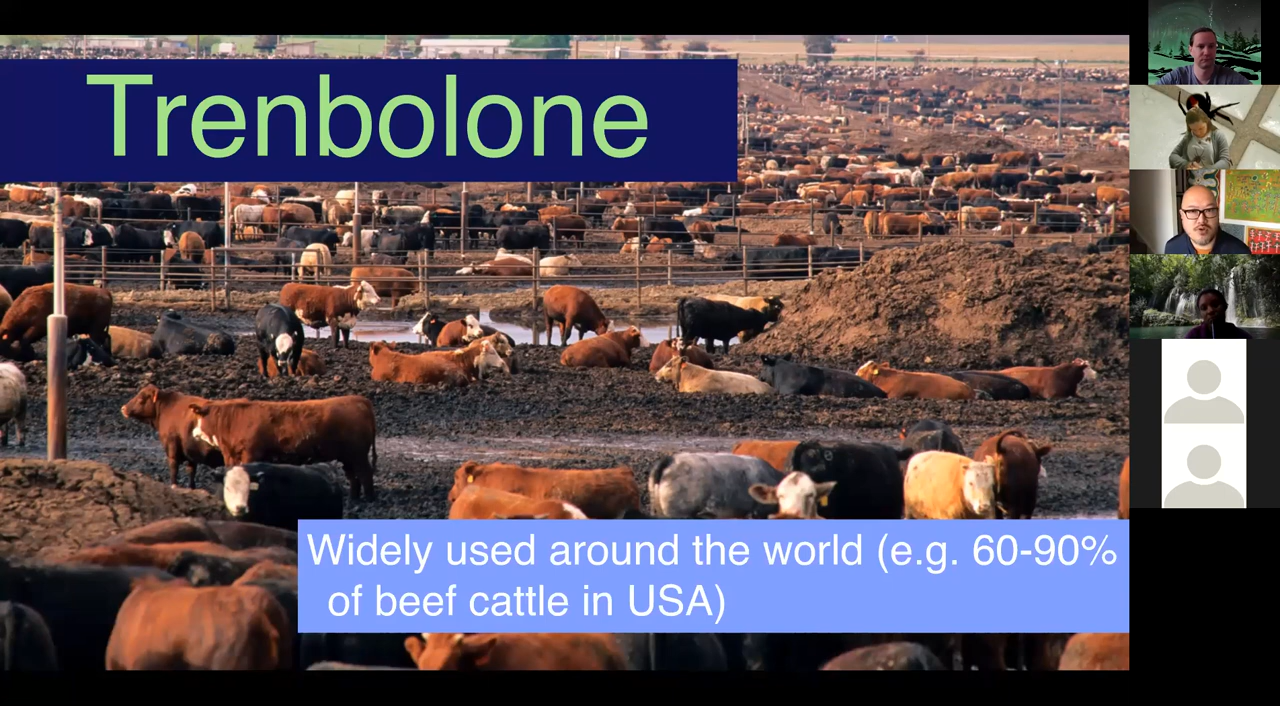 Trenbolone
Widely used around the world (e.g. 60-90%
of beef cattle in USA)